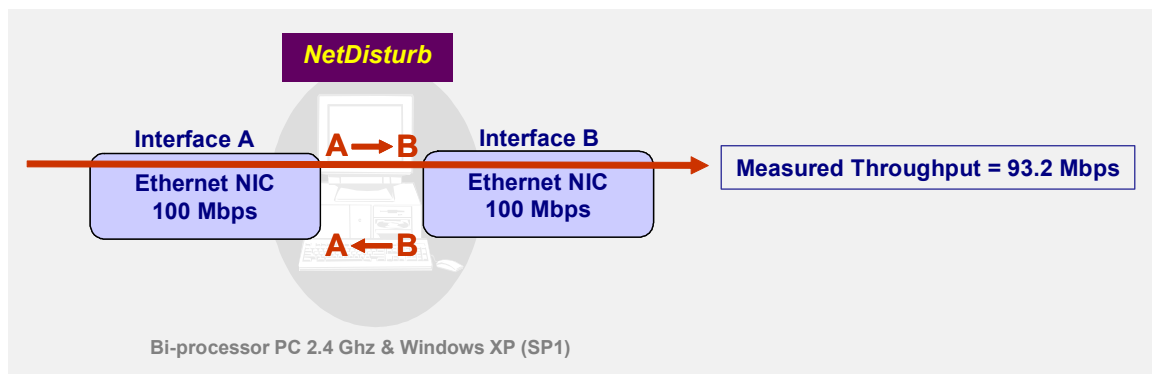 NetDisturb
Interface A
A B
Interface B
Ethernet NIC
100 Mbps
Ethernet NIC
100 Mbps
Measured Throughput = 93.2 Mbps
A B
Bi-processor PC 2.4 Ghz & Windows XP (SP1)